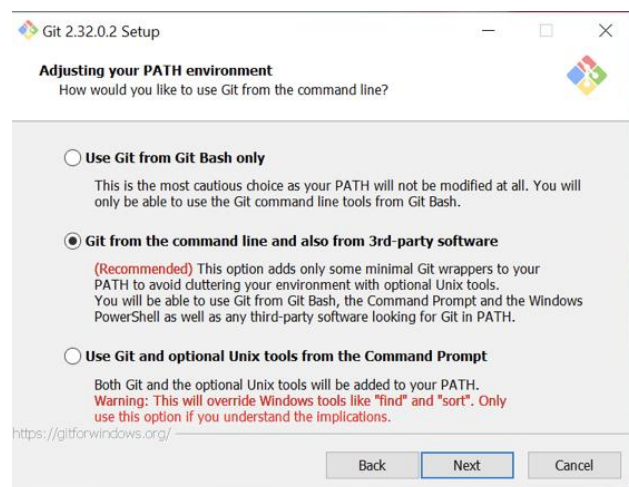 Git 2.32.0.2 Setup
Adjusting your PATH environment
How would you like to use Git from the command line?
Use Git from Git Bash only
This is the most cautious choice as your PATH will not be modified at all. You will
only be able to use the Git command line tools from Git Bash.
Git from the command line and also from 3rd-party software
(Recommended) This option adds only some minimal Git wrappers to your
PATH to avoid cluttering your environment with optional Unix tools.
You will be able to use Git from Git Bash, the Command Prompt and the Windows
PowerShell as well as any third-party software looking for Git in PATH.
Use Git and optional Unix tools from the Command Prompt
Both Git and the optional Unix tools will be added to your PATH.
Warning: This will override Windows tools like "find" and "sort". Only
use this option if you understand the implications.
https://gitforwindows.org/
Back Next Cancel